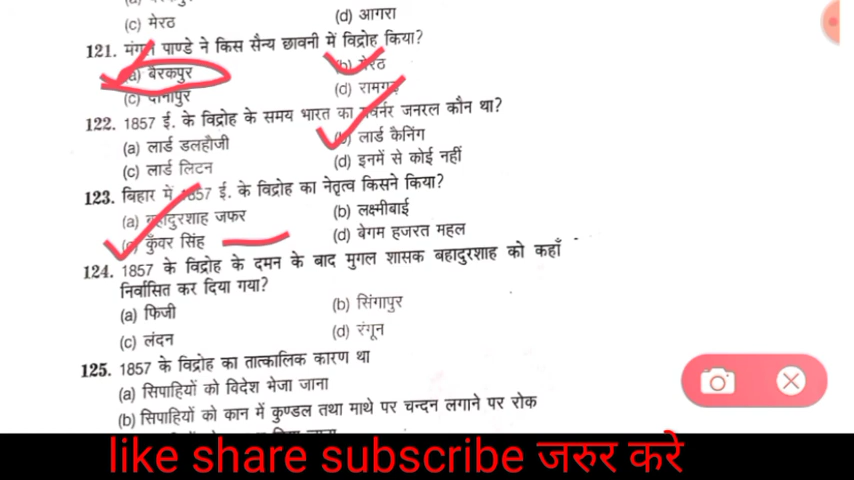 (c) मेरठ
(d) आगरा
121. मंगल पाण्डे ने किस सैन्य छावनी में विद्रोह किया?
(a) बैरकपुर
(b) मेरठ
(c) दानापुर
(d) रामगढ़
122. 1857 ई. के विद्रोह के समय भारत का गवर्नर जनरल कौन था?
(a) लार्ड डलहौजी
(b) लार्ड कैनिंग
(c) लार्ड लिटन
(d) इनमें से कोई नहीं
123. बिहार में 1857 ई. के विद्रोह का नेतृत्व किसने किया?
(a) बहादुरशाह जफर
(b) लक्ष्मीबाई
(c) कुँवर सिंह
(d) बेगम हजरत महल
124. 1857 के विद्रोह के दमन के बाद मुगल शासक बहादुरशाह को कहाँ
निर्वासित कर दिया गया?
(a) फिजी
(b) सिंगापुर
(c) लंदन
(d) रंगून
125. 1857 के विद्रोह का तात्कालिक कारण था
(a) सिपाहियों को विदेश भेजा जाना
(b) सिपाहियों को कान में कुण्डल तथा माथे पर चन्दन लगाने पर रोक
like share subscribe जरुर करे